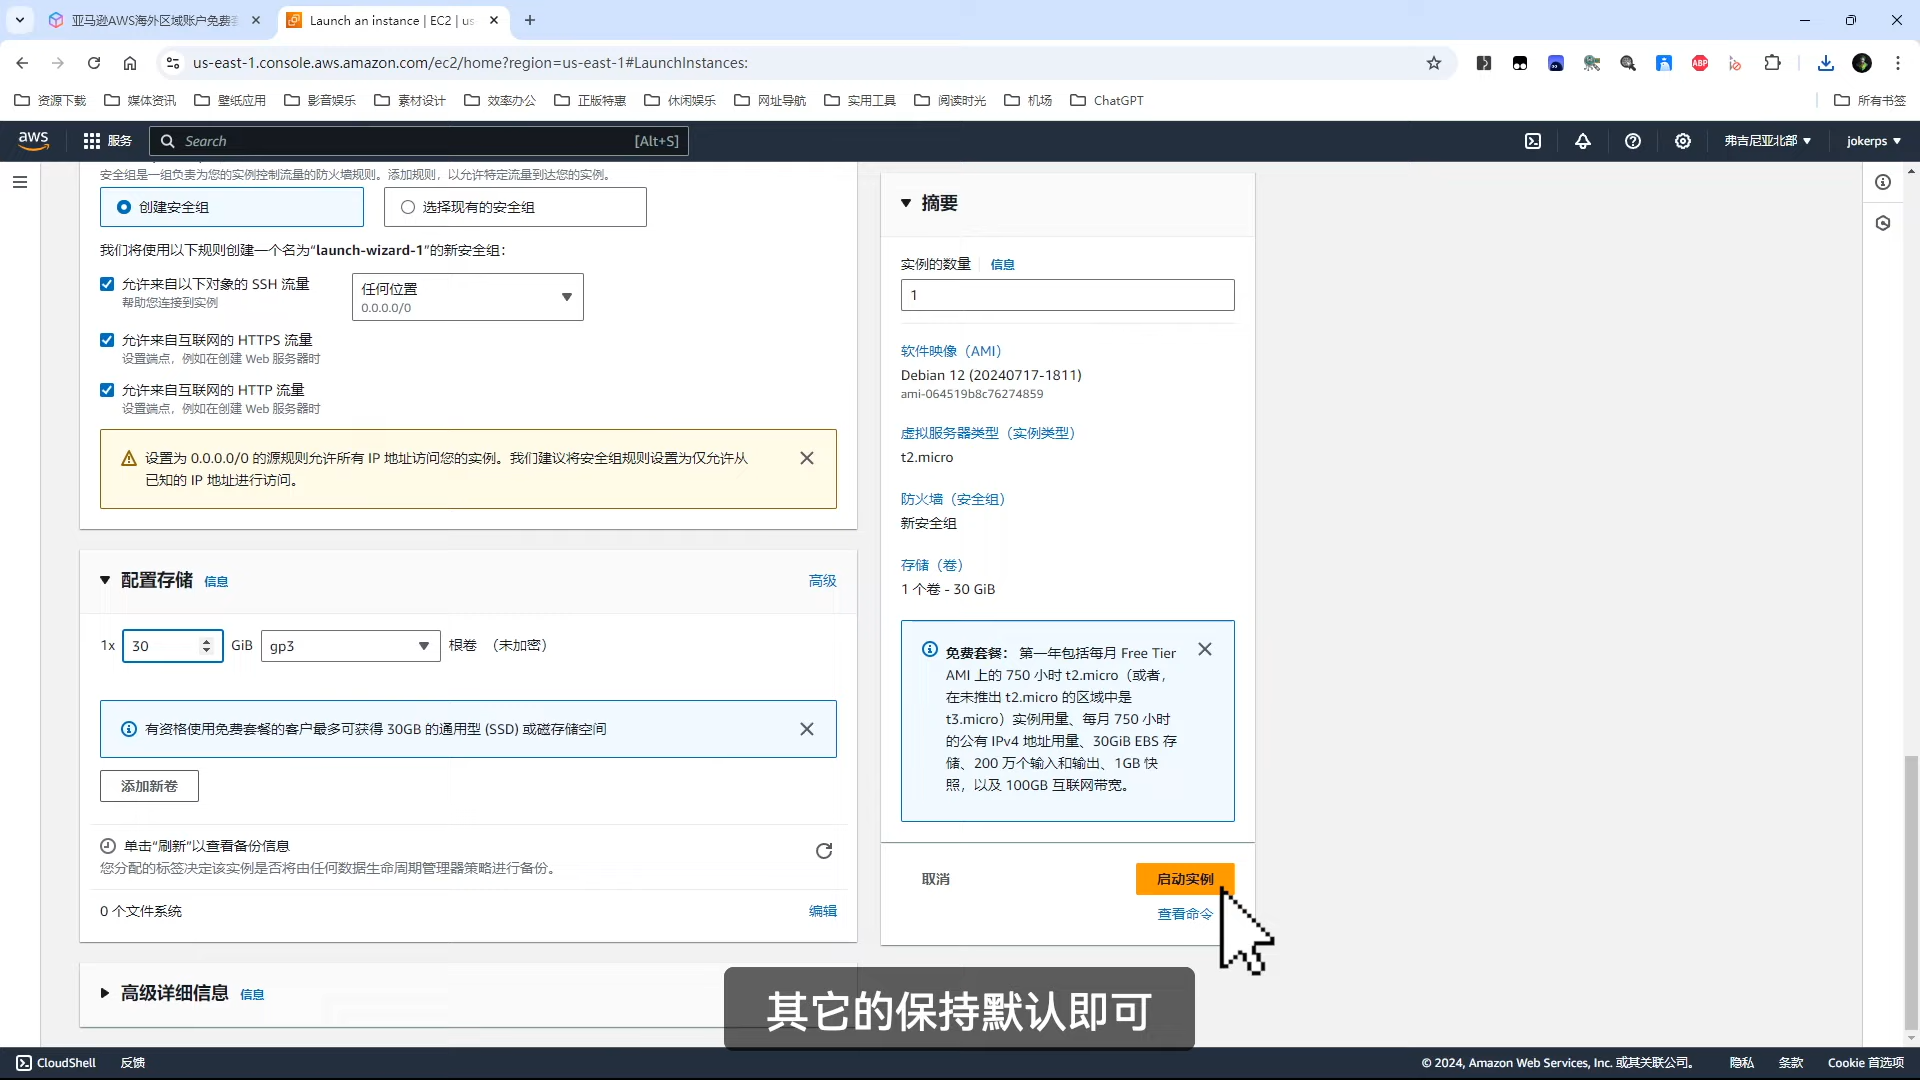 亚马逊AWS海外区域账户免费
Launch an instance | EC2 | us
us-east-1.console.aws.amazon.com/ec2/home?region=us-east-1#LaunchInstances:
ABP
资源下载
媒体资讯
壁纸应用
影音娱乐
素材设计
效率办公
正版特惠
休闲娱乐
网址导航
实用工具
阅读时光
机场
ChatGPT
所有书签
aws
服务
Search
[Alt+S]
弗吉尼亚北部
jokerps
安全组是一组负责为您的实例控制流量的防火墙规则。添加规则，以允许特定流量到达您的实例。
创建安全组
选择现有的安全组
我们将使用以下规则创建一个名为“launch-wizard-1”的新安全组：
允许来自以下对象的 SSH 流量
帮助您连接到实例
任何位置
0.0.0.0/0
允许来自互联网的 HTTPS 流量
设置端点，例如在创建 Web 服务器时
允许来自互联网的 HTTP 流量
设置端点，例如在创建 Web 服务器时
设置为 0.0.0.0/0 的源规则允许所有 IP 地址访问您的实例。我们建议将安全组规则设置为仅允许从
已知的 IP 地址进行访问。
配置存储 信息
高级
1x 30 GiB gp3 根卷 （未加密）
有资格使用免费套餐的客户最多可获得 30GB 的通用型 (SSD) 或磁存储空间
添加新卷
单击“刷新”以查看备份信息
您分配的标签决定该实例是否将由任何数据生命周期管理器策略进行备份。
0 个文件系统
编辑
高级详细信息 信息
摘要
实例的数量 信息
1
软件映像（AMI）
Debian 12 (20240717-1811)
ami-064519b8c76274859
虚拟服务器类型（实例类型）
t2.micro
防火墙（安全组）
新安全组
存储（卷）
1 个卷 - 30 GiB
免费套餐： 第一年包括每月 Free Tier
AMI 上的 750 小时 t2.micro（或者，
在未推出 t2.micro 的区域中是
t3.micro）实例用量、每月 750 小时
的公有 IPv4 地址用量、30GiB EBS 存
储、200 万个输入和输出、1GB 快
照，以及 100GB 互联网带宽。
取消
启动实例
查看命令
其它的保持默认即可
CloudShell
反馈
© 2024, Amazon Web Services, Inc. 或其关联公司。
隐私
条款
Cookie 首选项